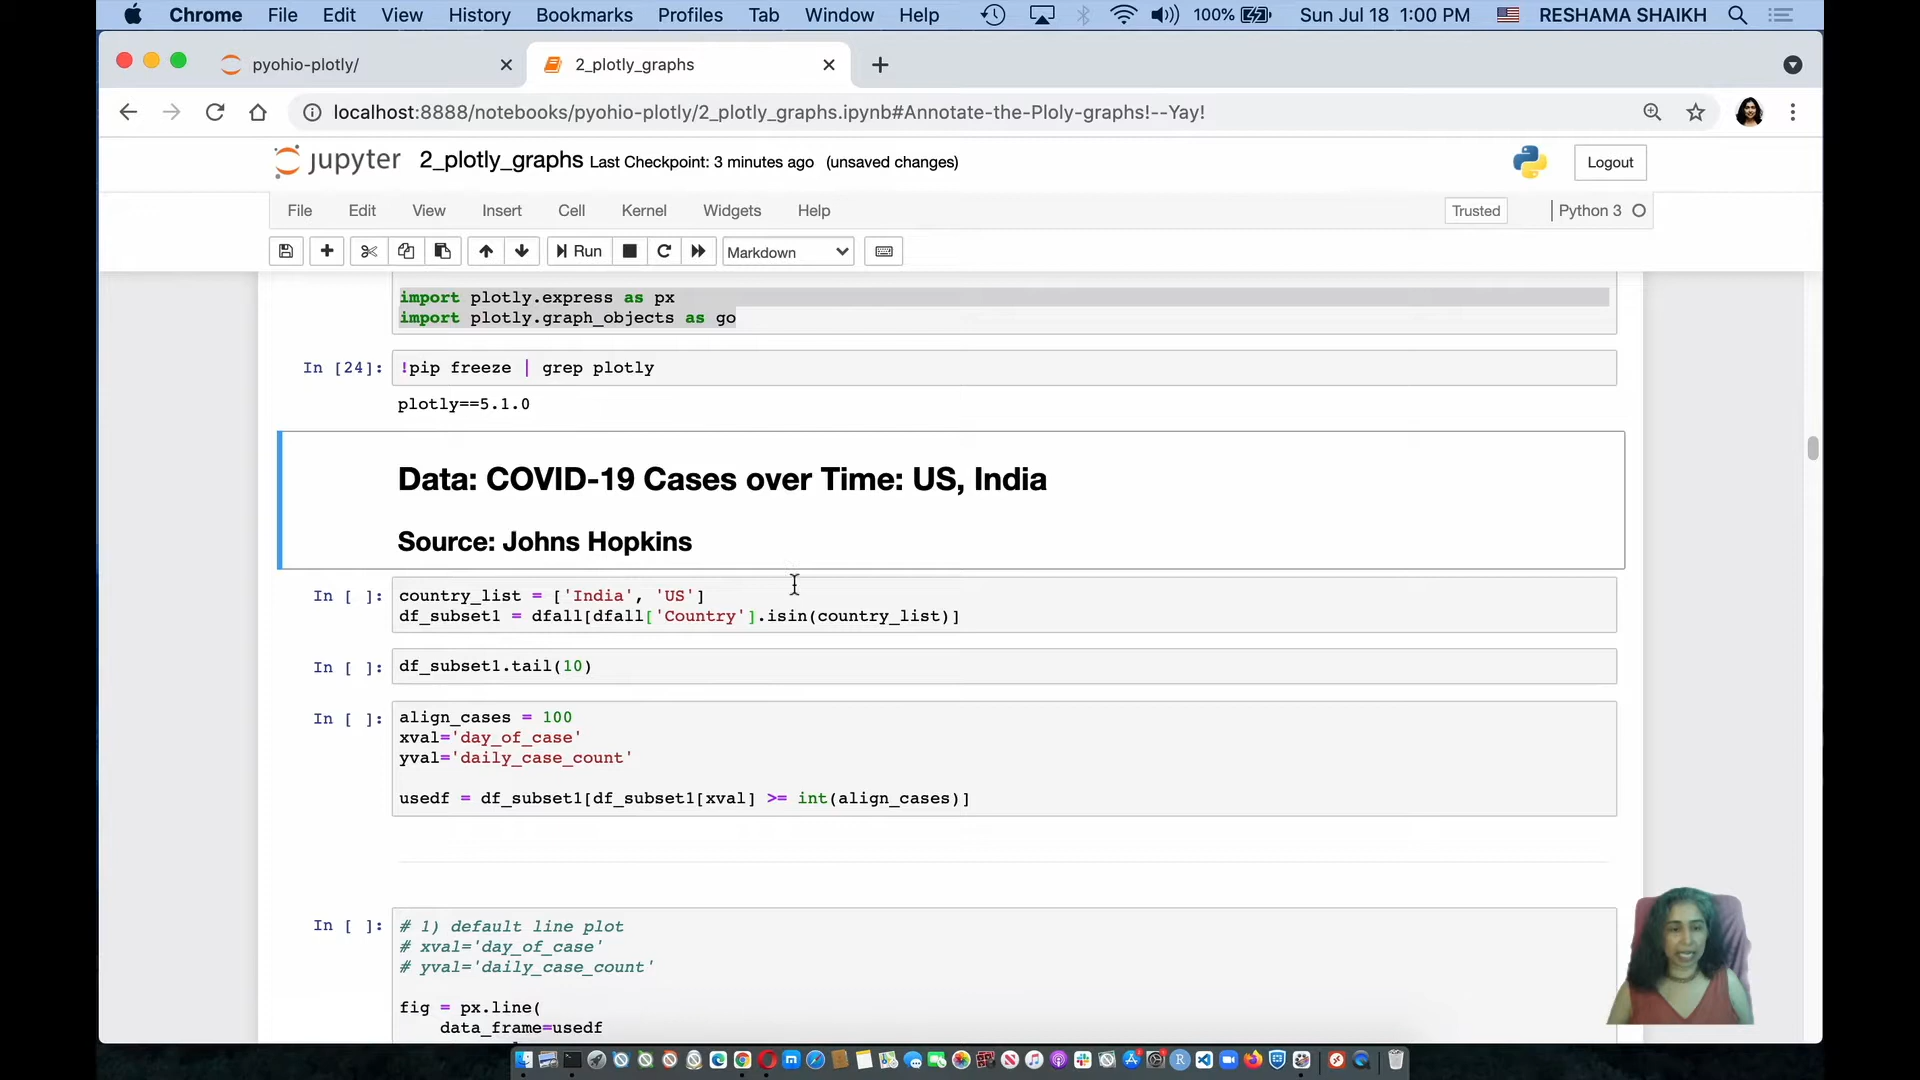 Chrome File Edit View History Bookmarks Profiles Tab Window Help 100% Sun Jul 18 1:00 PM RESHAMA SHAIKH
pyohio-plotly/ 2_plotly_graphs
localhost:8888/notebooks/pyohio-plotly/2_plotly_graphs.ipynb#Annotate-the-Ploly-graphs!--Yay!
jupyter 2_plotly_graphs Last Checkpoint: 3 minutes ago (unsaved changes) Logout
File Edit View Insert Cell Kernel Widgets Help Trusted Python 3
Run Markdown
import plotly.express as px
import plotly.graph_objects as go
In [24]: !pip freeze | grep plotly
plotly==5.1.0
Data: COVID-19 Cases over Time: US, India
Source: Johns Hopkins
In [ ]: country_list = ['India', 'US']
df_subset1 = dfall[dfall['Country'].isin(country_list)]
In [ ]: df_subset1.tail(10)
In [ ]: align_cases = 100
xval='day_of_case'
yval='daily_case_count'
usedf = df_subset1[df_subset1[xval] >= int(align_cases)]
In [ ]: # 1) default line plot
# xval='day_of_case'
# yval='daily_case_count'
fig = px.line(
data_frame=usedf